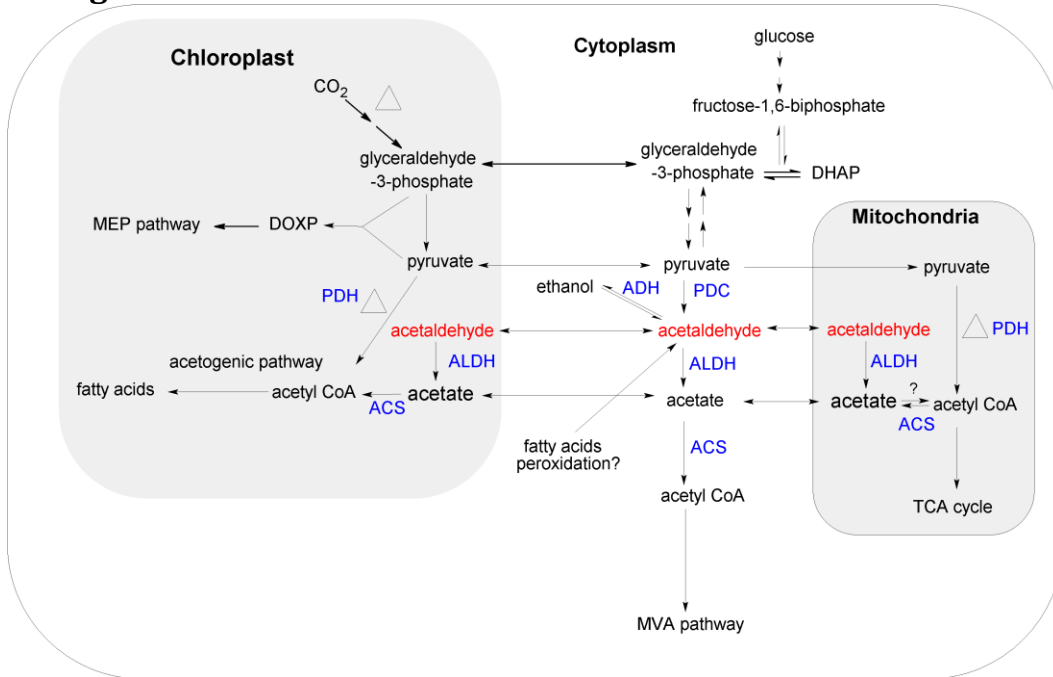 Chloroplast
CO2
glyceraldehyde
-3-phosphate
MEP pathway
DOXP
pyruvate
PDH
acetaldehyde
ALDH
acetogenic pathway
fatty acids
acetyl CoA
ACS
acetate
Cytoplasm
glucose
fructose-1,6-biphosphate
glyceraldehyde
-3-phosphate
DHAP
pyruvate
ethanol
ADH
PDC
acetaldehyde
ALDH
acetate
fatty acids
peroxidation?
ACS
acetyl CoA
MVA pathway
Mitochondria
pyruvate
PDH
acetaldehyde
ALDH
acetate
?
ACS
acetyl CoA
TCA cycle